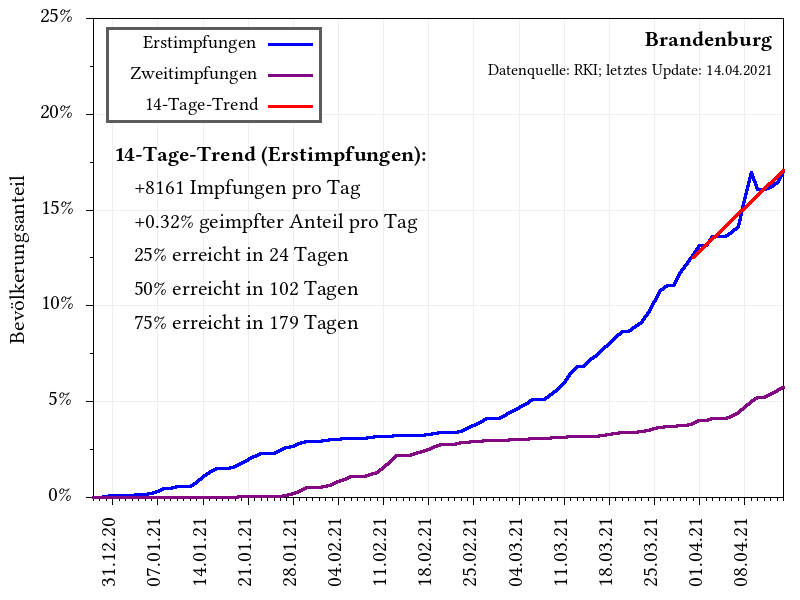 25%
20%
15%
10%
5%
0%
Bevölkerungsanteil
Erstimpfungen
Zweitimpfungen
14-Tage-Trend
Brandenburg
Datenquelle: RKI; letztes Update: 14.04.2021
14-Tage-Trend (Erstimpfungen):
+8161 Impfungen pro Tag
+0.32% geimpfter Anteil pro Tag
25% erreicht in 24 Tagen
50% erreicht in 102 Tagen
75% erreicht in 179 Tagen
31.12.20
07.01.21
14.01.21
21.01.21
28.01.21
04.02.21
11.02.21
18.02.21
25.02.21
04.03.21
11.03.21
18.03.21
25.03.21
01.04.21
08.04.21